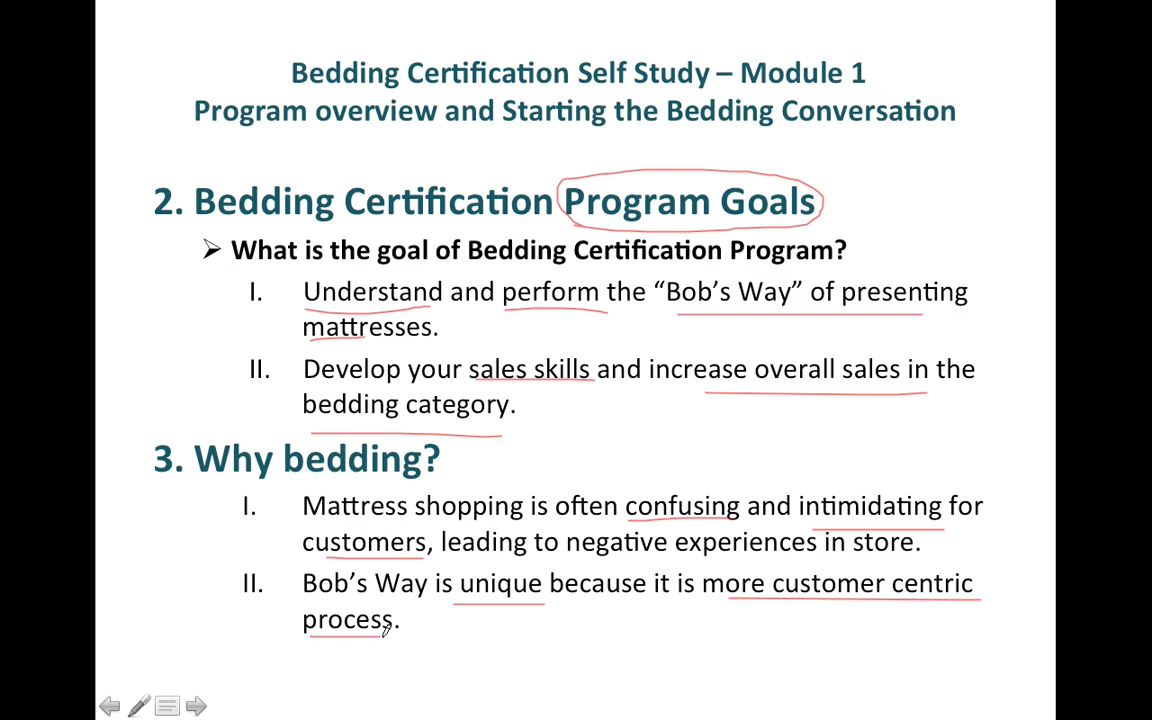 Bedding Certification Self Study – Module 1
Program overview and Starting the Bedding Conversation
2. Bedding Certification Program Goals
➢ What is the goal of Bedding Certification Program?
I. Understand and perform the “Bob’s Way” of presenting
mattresses.
II. Develop your sales skills and increase overall sales in the
bedding category.
3. Why bedding?
I. Mattress shopping is often confusing and intimidating for
customers, leading to negative experiences in store.
II. Bob’s Way is unique because it is more customer centric
process.